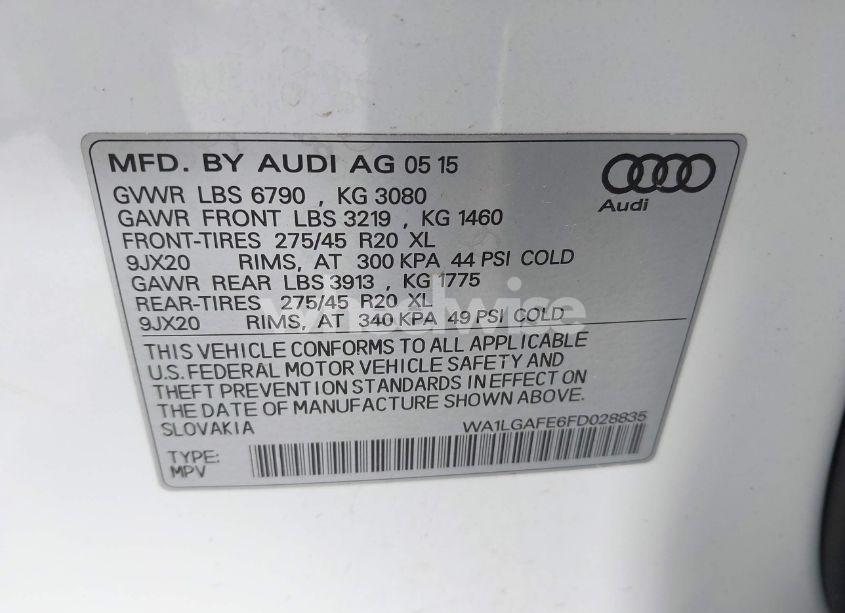 MFD. BY AUDI AG 05 15
Audi
GVWR LBS 6790 , KG 3080
GAWR FRONT LBS 3219 , KG 1460
FRONT-TIRES 275/45 R20 XL
9JX20 RIMS, AT 300 KPA 44 PSI COLD
GAWR REAR LBS 3913 , KG 1775
REAR-TIRES 275/45 R20 XL
9JX20 RIMS, AT 340 KPA 49 PSI COLD
wheelwise
THIS VEHICLE CONFORMS TO ALL APPLICABLE
U.S. FEDERAL MOTOR VEHICLE SAFETY AND
THEFT PREVENTION STANDARDS IN EFFECT ON
THE DATE OF MANUFACTURE SHOWN ABOVE.
SLOVAKIA WA1LGAFE6FD028835
TYPE:
MPV